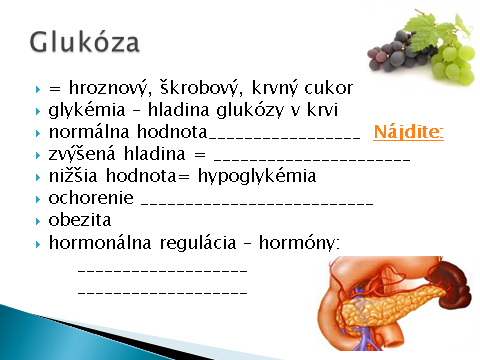 Glukóza
= hroznový, škrobový, krvný cukor
glykémia – hladina glukózy v krvi
normálna hodnota_________________ Nájdite:
zvýšená hladina = ______________________
nižšia hodnota= hypoglykémia
ochorenie __________________________
obezita
hormonálna regulácia – hormóny:
___________________
___________________